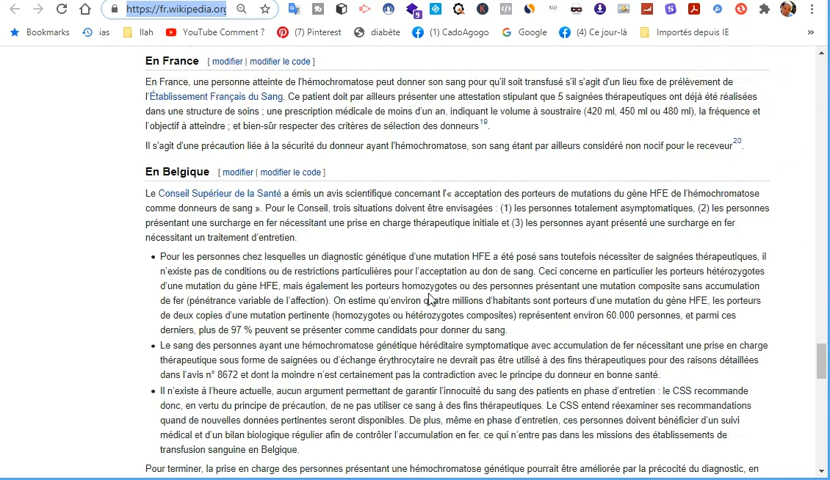 https://fr.wikipedia.org
9
Bookmarks
ias
Ilah
YouTube Comment ?
(7) Pinterest
diabète
(1) CadoAgogo
Google
(4) Ce jour-là
Importés depuis IE
»
En France [ modifier | modifier le code ]
En France, une personne atteinte de l'hémochromatose peut donner son sang pour qu'il soit transfusé s'il s'agit d'un lieu fixe de prélèvement de
l'Établissement Français du Sang. Ce patient doit par ailleurs présenter une attestation stipulant que 5 saignées thérapeutiques ont déjà été réalisées
dans une structure de soins ; une prescription médicale de moins d'un an, indiquant le volume à soustraire (420 ml, 450 ml ou 480 ml), la fréquence et
l'objectif à atteindre ; et bien-sûr respecter des critères de sélection des donneurs19.
Il s'agit d'une précaution liée à la sécurité du donneur ayant l'hémochromatose, son sang étant par ailleurs considéré non nocif pour le receveur20.
En Belgique [ modifier | modifier le code ]
Le Conseil Supérieur de la Santé a émis un avis scientifique concernant l'« acceptation des porteurs de mutations du gène HFE de l'hémochromatose
comme donneurs de sang ». Pour le Conseil, trois situations doivent être envisagées : (1) les personnes totalement asymptomatiques, (2) les personnes
présentant une surcharge en fer nécessitant une prise en charge thérapeutique initiale et (3) les personnes ayant présenté une surcharge en fer
nécessitant un traitement d'entretien.
• Pour les personnes chez lesquelles un diagnostic génétique d'une mutation HFE a été posé sans toutefois nécessiter de saignées thérapeutiques, il
n'existe pas de conditions ou de restrictions particulières pour l'acceptation au don de sang. Ceci concerne en particulier les porteurs hétérozygotes
d'une mutation du gène HFE, mais également les porteurs homozygotes ou des personnes présentant une mutation composite sans accumulation
de fer (pénétrance variable de l'affection). On estime qu'environ quatre millions d'habitants sont porteurs d'une mutation du gène HFE, les porteurs
de deux copies d'une mutation pertinente (homozygotes ou hétérozygotes composites) représentent environ 60.000 personnes, et parmi ces
derniers, plus de 97 % peuvent se présenter comme candidats pour donner du sang.
• Le sang des personnes ayant une hémochromatose génétique héréditaire symptomatique avec accumulation de fer nécessitant une prise en charge
thérapeutique sous forme de saignées ou d'échange érythrocytaire ne devrait pas être utilisé à des fins thérapeutiques pour des raisons détaillées
dans l'avis n° 8672 et dont la moindre n'est certainement pas la contradiction avec le principe du donneur en bonne santé.
• Il n'existe à l'heure actuelle, aucun argument permettant de garantir l'innocuité du sang des patients en phase d'entretien : le CSS recommande
donc, en vertu du principe de précaution, de ne pas utiliser ce sang à des fins thérapeutiques. Le CSS entend réexaminer ses recommandations
quand de nouvelles données pertinentes seront disponibles. De plus, même en phase d'entretien, ces personnes doivent bénéficier d'un suivi
médical et d'un bilan biologique régulier afin de contrôler l'accumulation en fer, ce qui n'entre pas dans les missions des établissements de
transfusion sanguine en Belgique.
Pour terminer, la prise en charge des personnes présentant une hémochromatose génétique pourrait être améliorée par la précocité du diagnostic, en